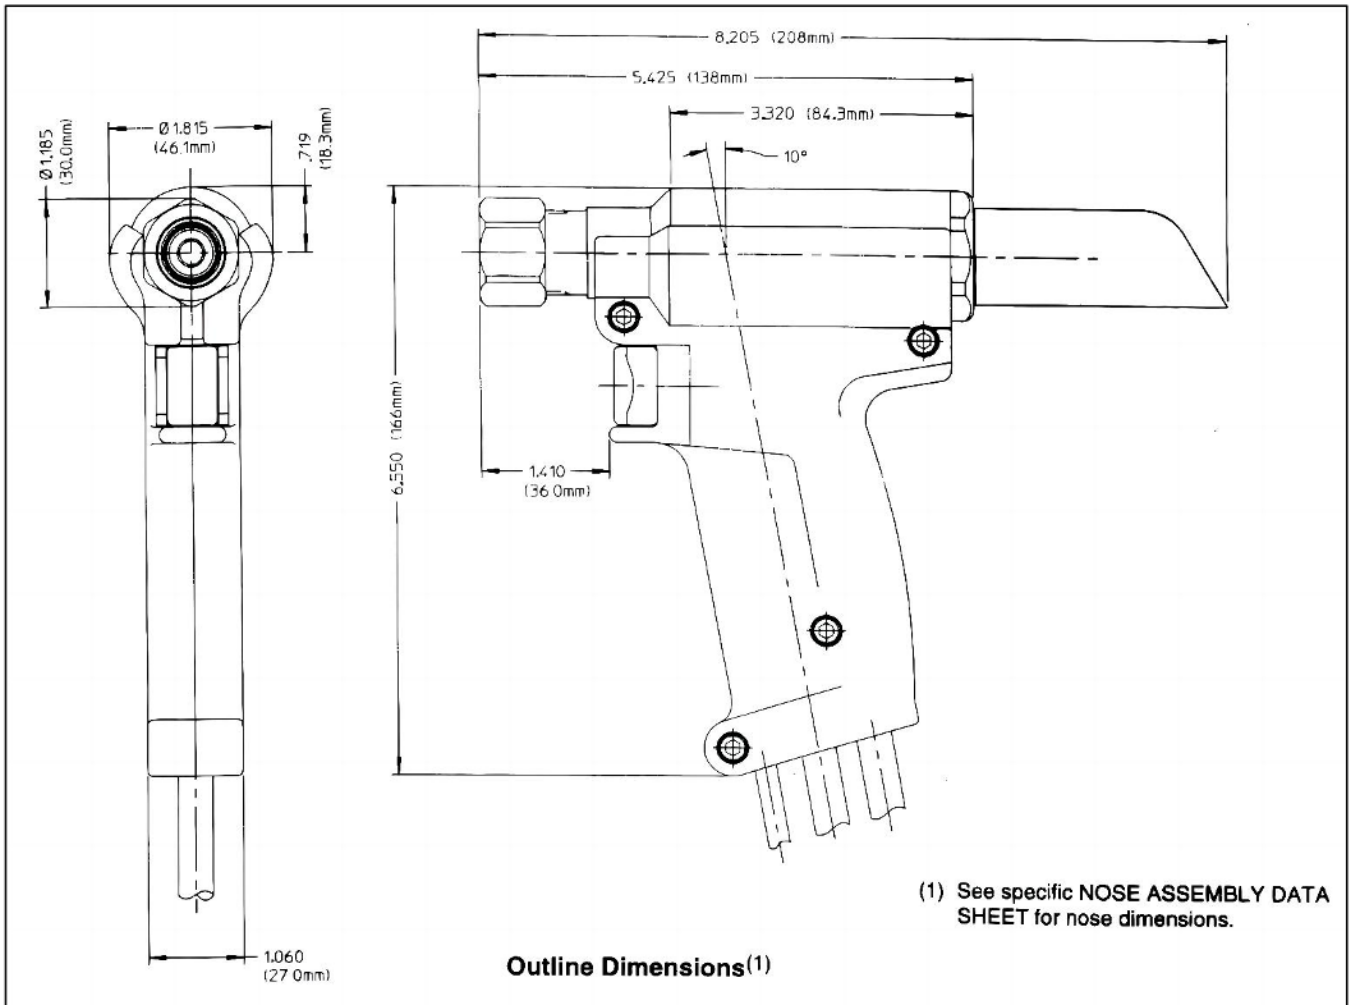 8.205 (208mm)
5.425 (138mm)
3.320 (84.3mm)
10°
Ø1.815
(46.1mm)
.719
(18.3mm)
Ø1.185
(30.0mm)
6.550 (166mm)
1.410
(36 0mm)
1.060
(27 0mm)
(1) See specific NOSE ASSEMBLY DATA
SHEET for nose dimensions.
Outline Dimensions(1)